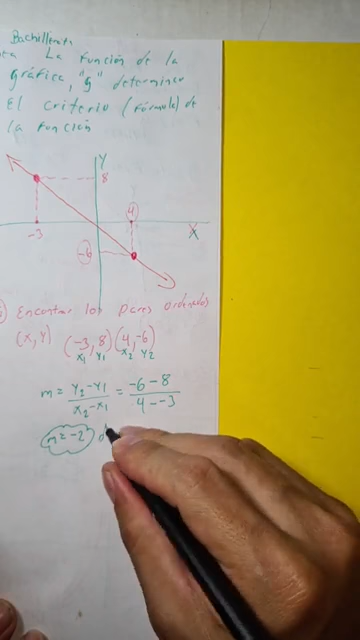 Bachillerato
La función de la
gráfica, "g" determine
El criterio (fórmula) de
la función
Y
8
-3
4
X
-6
Encontrar los pares ordenados
(x, y) (-3, 8) (4, -6)
x₁ y₁ x₂ y₂
m = y₂ - y₁ / x₂ - x₁ = -6 - 8 / 4 - -3
m = -2